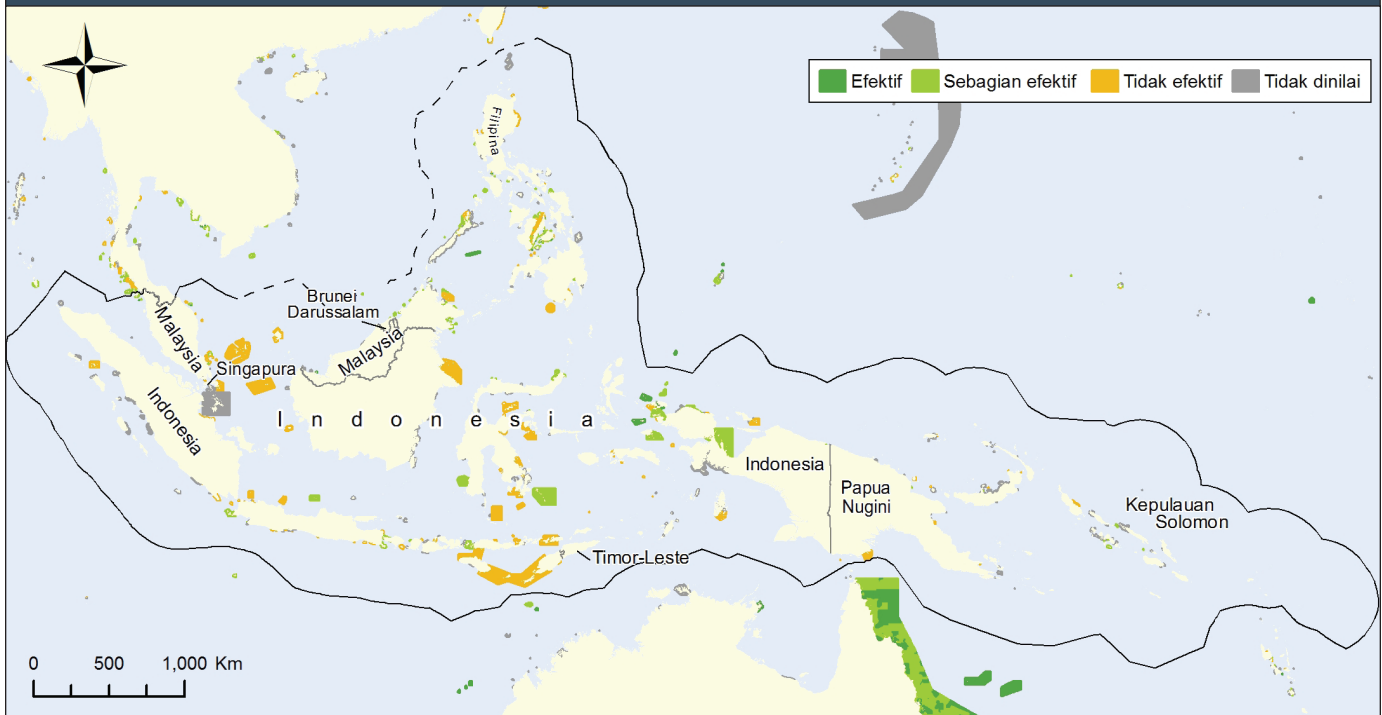 Efektif
Sebagian efektif
Tidak efektif
Tidak dinilai
Filipina
Brunei
Darussalam
Malaysia
Malaysia
Singapura
Indonesia
Indonesia
Indonesia
Papua
Nugini
Kepulauan
Solomon
Timor-Leste
0 500 1,000 Km